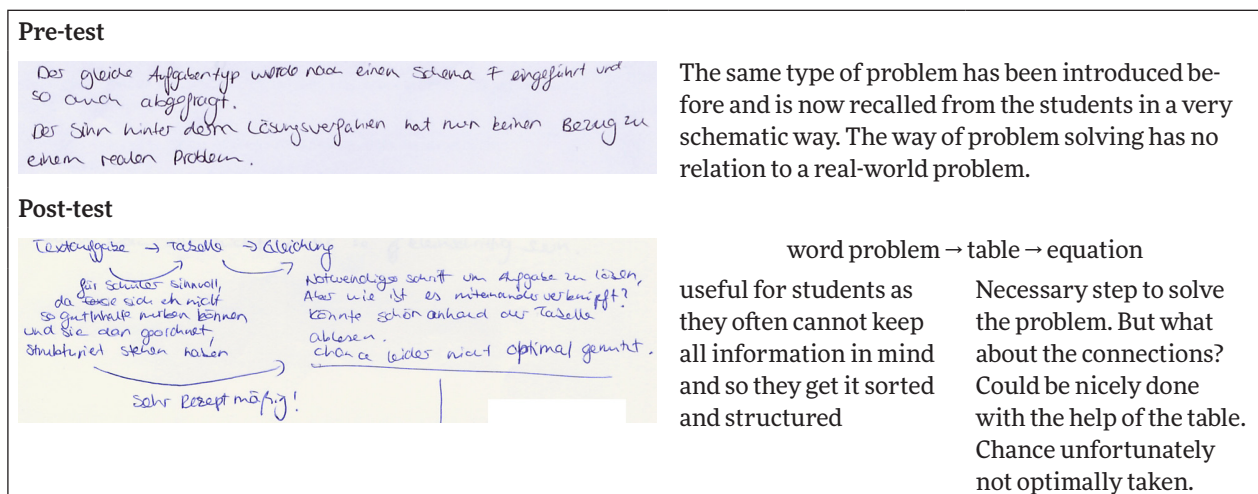 Pre-test
Der gleiche Aufgabentyp wurde nach einem Schema F eingeführt und
so auch abgefragt.
Der Sinn hinter dem Lösungsverfahren hat nun keinen Bezug zu
einem realen Problem.
The same type of problem has been introduced be-
fore and is now recalled from the students in a very
schematic way. The way of problem solving has no
relation to a real-world problem.
Post-test
Textaufgabe → Tabelle → Gleichung
für Schüler sinnvoll,
da sie sich eh nicht
so gut Inhalte merken können
und sie dan geordnet,
strukturiert stehen haben
Notwendiger Schritt um Aufgabe zu lösen,
Aber wie ist es miteinander verknüpft?
könnte schön anhand der Tabelle
ablesen.
Chance leider nicht optimal genutzt.
Sehr Rezeptmäßig!
word problem → table → equation
useful for students as
they often cannot keep
all information in mind
and so they get it sorted
and structured
Necessary step to solve
the problem. But what
about the connections?
Could be nicely done
with the help of the table.
Chance unfortunately
not optimally taken.